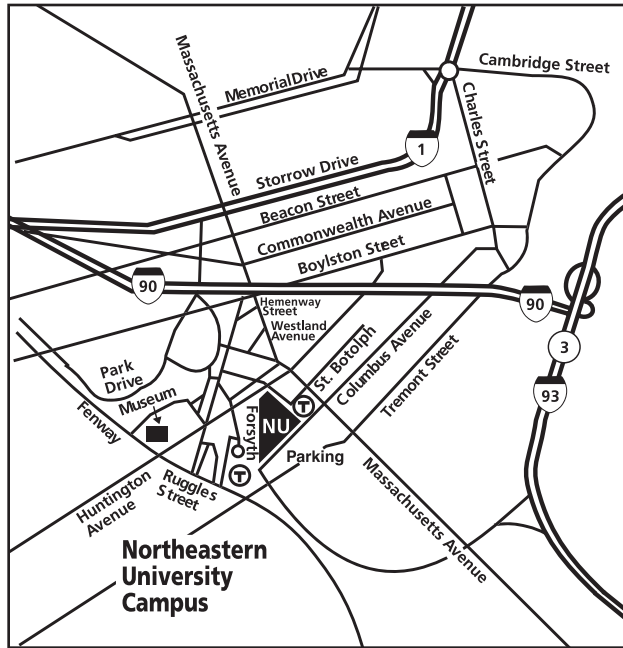 Cambridge Street
Massachusetts Avenue
Memorial Drive
Charles Street
1
Storrow Drive
Beacon Street
Commonwealth Avenue
Boylston Street
90
90
Hemenway
Street
Westland
Avenue
3
St. Botolph
Columbus Avenue
Tremont Street
93
Park
Drive
Museum
Fenway
Forsyth
NU
T
Parking
T
Huntington
Avenue
Ruggles
Street
Massachusetts Avenue
Northeastern
University
Campus